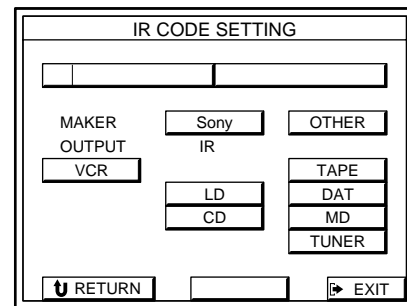 IR CODE SETTING
MAKER Sony OTHER
OUTPUT IR
VCR TAPE
LD DAT
CD MD
TUNER
RETURN EXIT